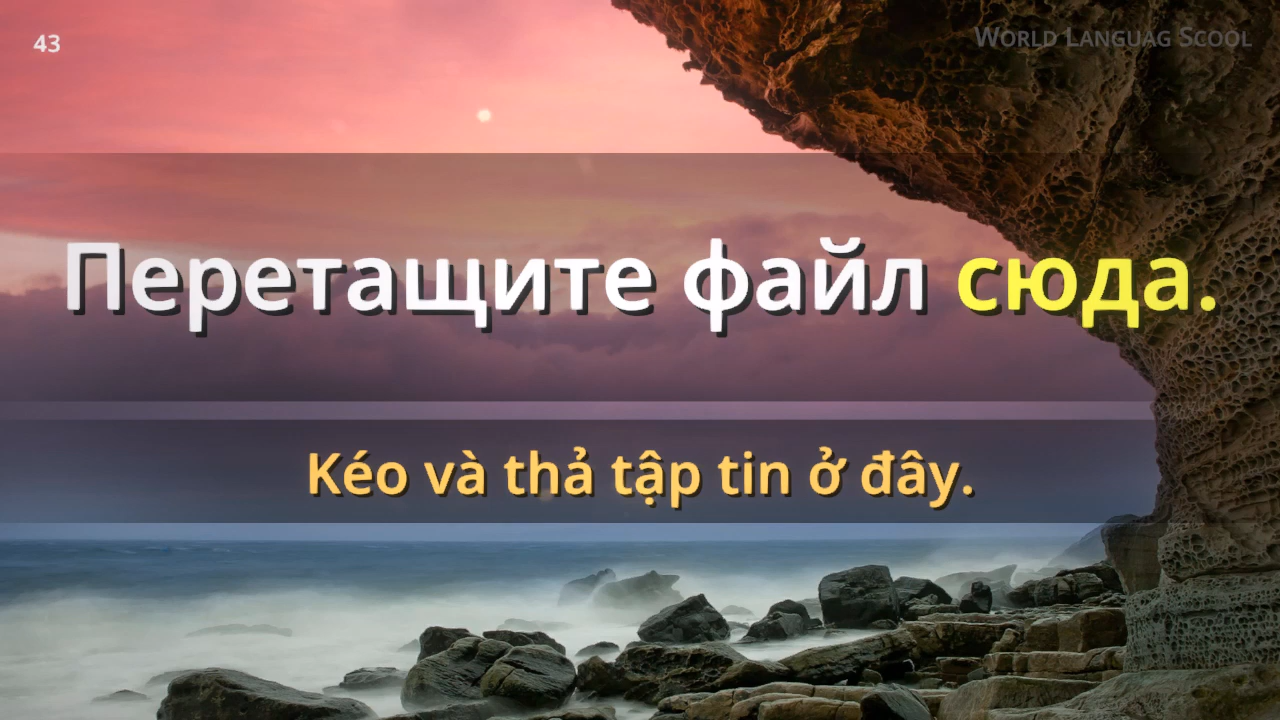 43
World Languag Scool
Перетащите файл сюда.
Kéo và thả tập tin ở đây.